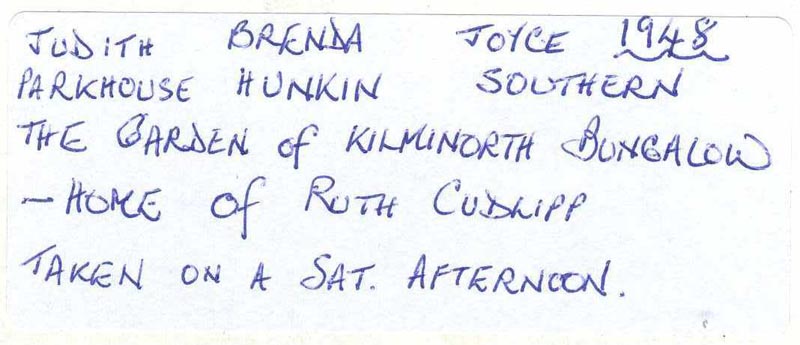 JUDITH BRENDA JOYCE 1948
PARKHOUSE HUNKIN SOUTHERN
THE GARDEN of KILMINORTH BUNGALOW
– HOME of RUTH CUDLIPP
TAKEN ON A SAT. AFTERNOON.